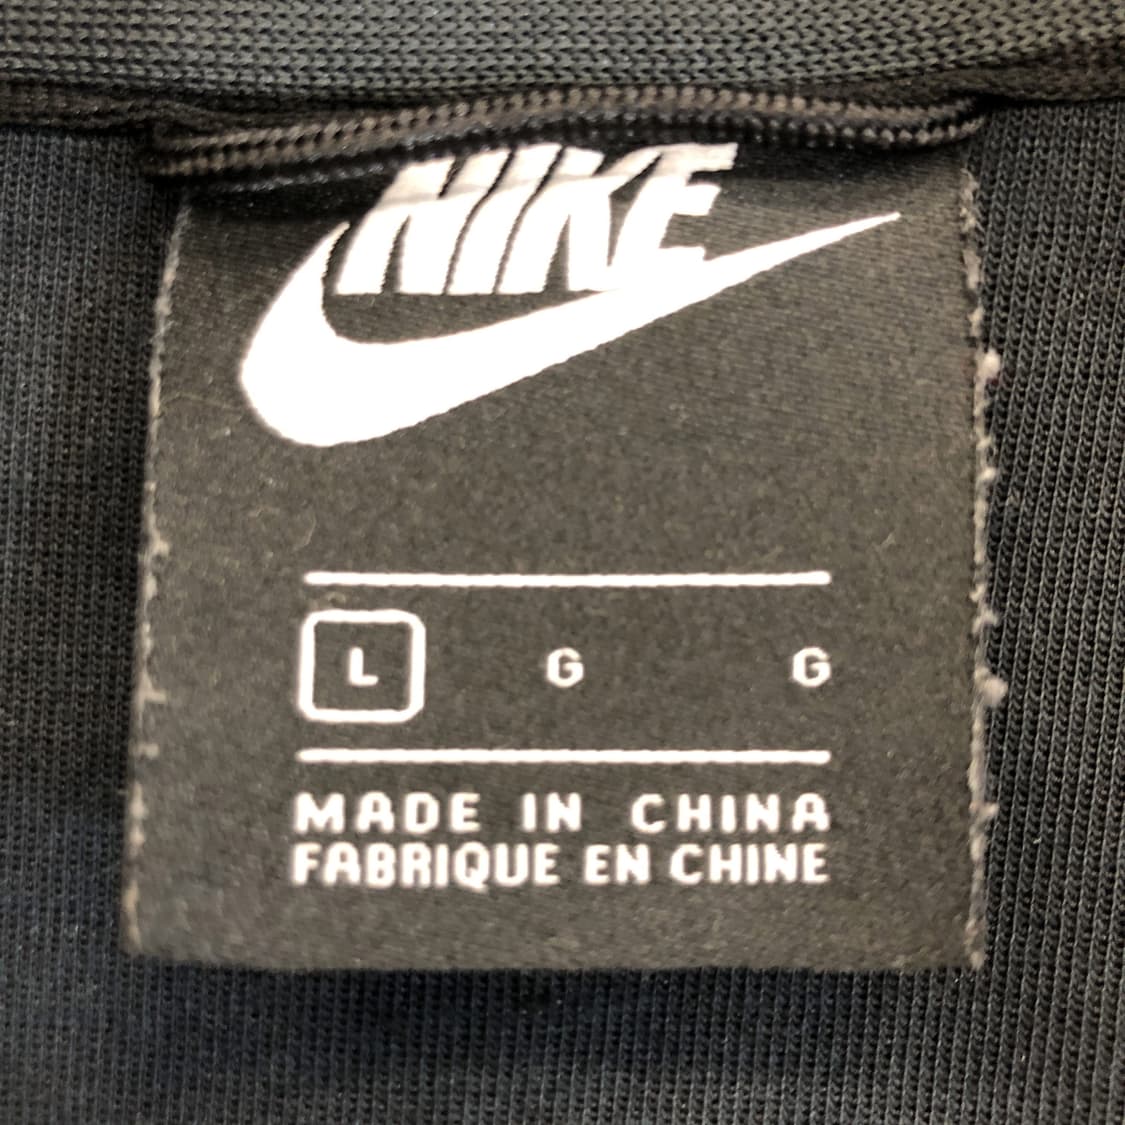 NIKE
L G G
MADE IN CHINA
FABRIQUE EN CHINE